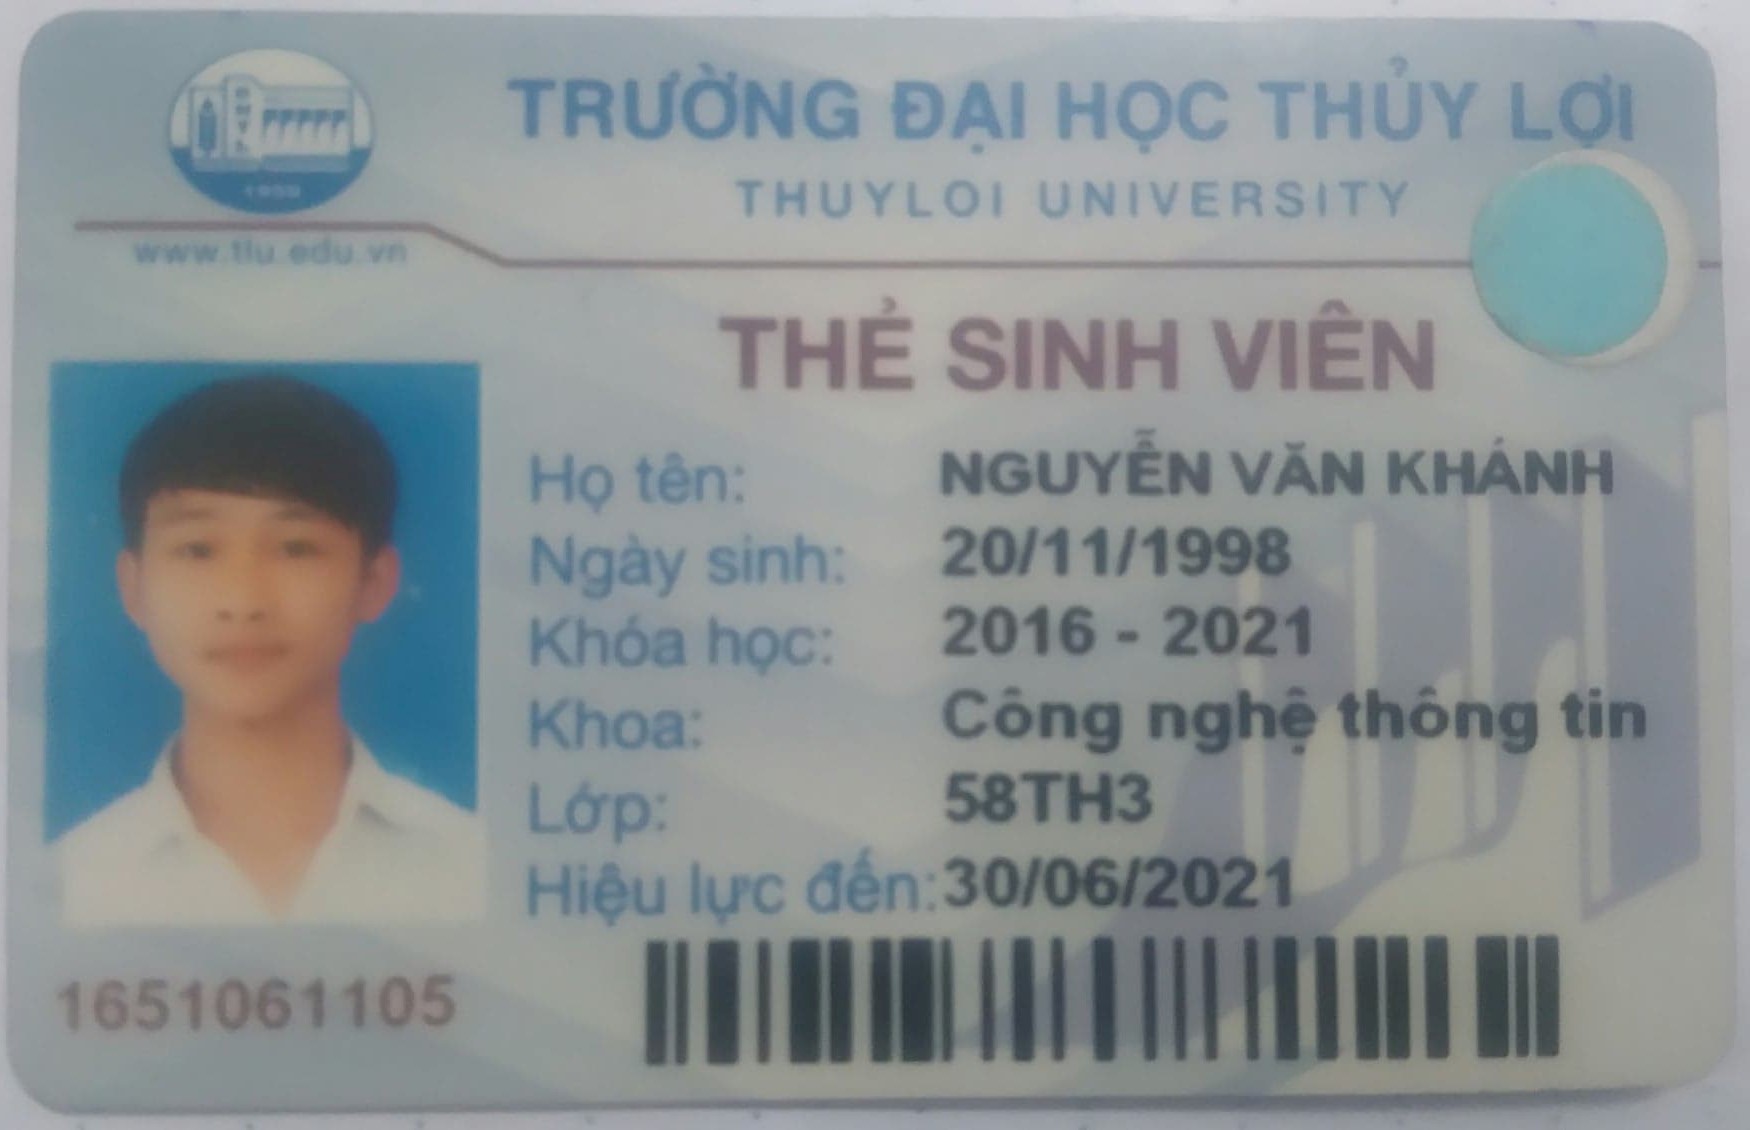 TRƯỜNG ĐẠI HỌC THỦY LỢI
THUYLOI UNIVERSITY
1959
www.tlu.edu.vn
THẺ SINH VIÊN
Họ tên: NGUYỄN VĂN KHÁNH
Ngày sinh: 20/11/1998
Khóa học: 2016 - 2021
Khoa: Công nghệ thông tin
Lớp: 58TH3
Hiệu lực đến: 30/06/2021
1651061105